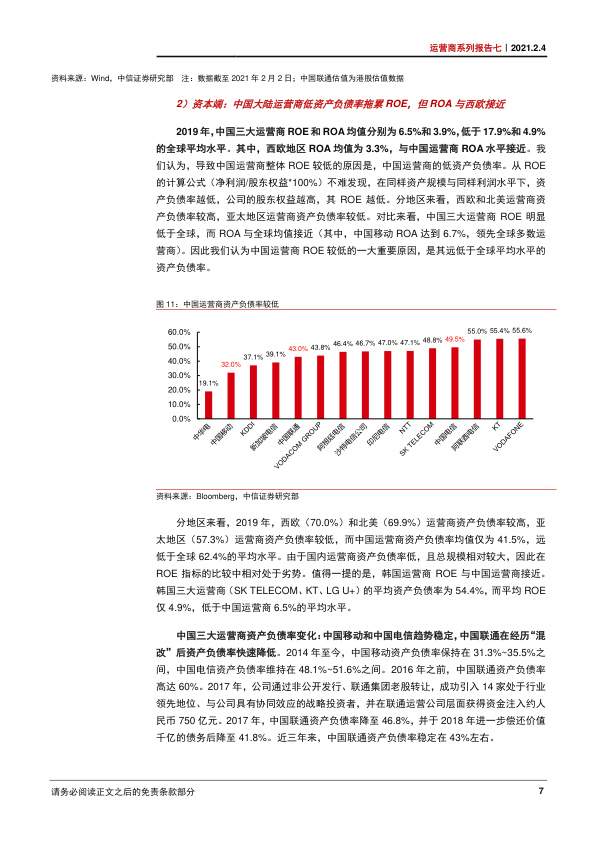 运营商系列报告七｜2021.2.4
资料来源：Wind，中信证券研究部　注：数据截至 2021 年 2 月 2 日；中国联通估值为港股估值数据
2）资本端：中国大陆运营商低资产负债率拖累 ROE，但 ROA 与西欧接近
2019 年，中国三大运营商 ROE 和 ROA 均值分别为 6.5%和 3.9%，低于 17.9%和 4.9%
的全球平均水平。其中，西欧地区 ROA 均值为 3.3%，与中国运营商 ROA 水平接近。我
们认为，导致中国运营商整体 ROE 较低的原因是，中国运营商的低资产负债率。从 ROE
的计算公式（净利润/股东权益*100%）不难发现，在同样资产规模与同样利润水平下，资
产负债率越低，公司的股东权益越高，其 ROE 越低。分地区来看，西欧和北美运营商资
产负债率较高，亚太地区运营商资产负债率较低。对比来看，中国三大运营商 ROE 明显
低于全球，而 ROA 与全球均值接近（其中，中国移动 ROA 达到 6.7%，领先全球多数运
营商）。因此我们认为中国运营商 ROE 较低的一大重要原因，是其远低于全球平均水平的
资产负债率。
图 11：中国运营商资产负债率较低
60.0%
50.0%
40.0%
30.0%
20.0%
10.0%
0.0%
19.1%
32.0%
37.1%
39.1%
43.0%
43.8%
46.4%
46.7%
47.0%
47.1%
48.8%
49.5%
55.0%
55.4%
55.6%
中华电
中国移动
KDDI
新加坡电信
中国联通
VODACOM GROUP
阿根廷电信
沙特电信公司
印尼电信
NTT
SK TELECOM
中国电信
阿联酋电信
KT
VODAFONE
资料来源：Bloomberg，中信证券研究部
分地区来看，2019 年，西欧（70.0%）和北美（69.9%）运营商资产负债率较高，亚
太地区（57.3%）运营商资产负债率较低，而中国运营商资产负债率均值仅为 41.5%，远
低于全球 62.4%的平均水平。由于国内运营商资产负债率低，且总规模相对较大，因此在
ROE 指标的比较中相对处于劣势。值得一提的是，韩国运营商 ROE 与中国运营商接近。
韩国三大运营商（SK TELECOM、KT、LG U+）的平均资产负债率为 54.4%，而平均 ROE
仅 4.9%，低于中国运营商 6.5%的平均水平。
中国三大运营商资产负债率变化：中国移动和中国电信趋势稳定，中国联通在经历“混
改”后资产负债率快速降低。2014 年至今，中国移动资产负债率保持在 31.3%~35.5%之
间，中国电信资产负债率维持在 48.1%~51.6%之间。2016 年之前，中国联通资产负债率
高达 60%。2017 年，公司通过非公开发行、联通集团老股转让，成功引入 14 家处于行业
领先地位、与公司具有协同效应的战略投资者，并在联通运营公司层面获得资金注入约人
民币 750 亿元。2017 年，中国联通资产负债率降至 46.8%，并于 2018 年进一步偿还价值
千亿的债务后降至 41.8%。近三年来，中国联通资产负债率稳定在 43%左右。
请务必阅读正文之后的免责条款部分
7